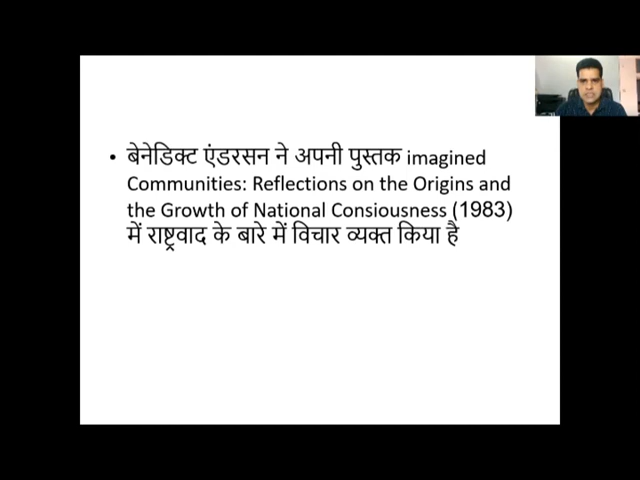 • बेनेडिक्ट एंडरसन ने अपनी पुस्तक imagined
Communities: Reflections on the Origins and
the Growth of National Consiousness (1983)
में राष्ट्रवाद के बारे में विचार व्यक्त किया है